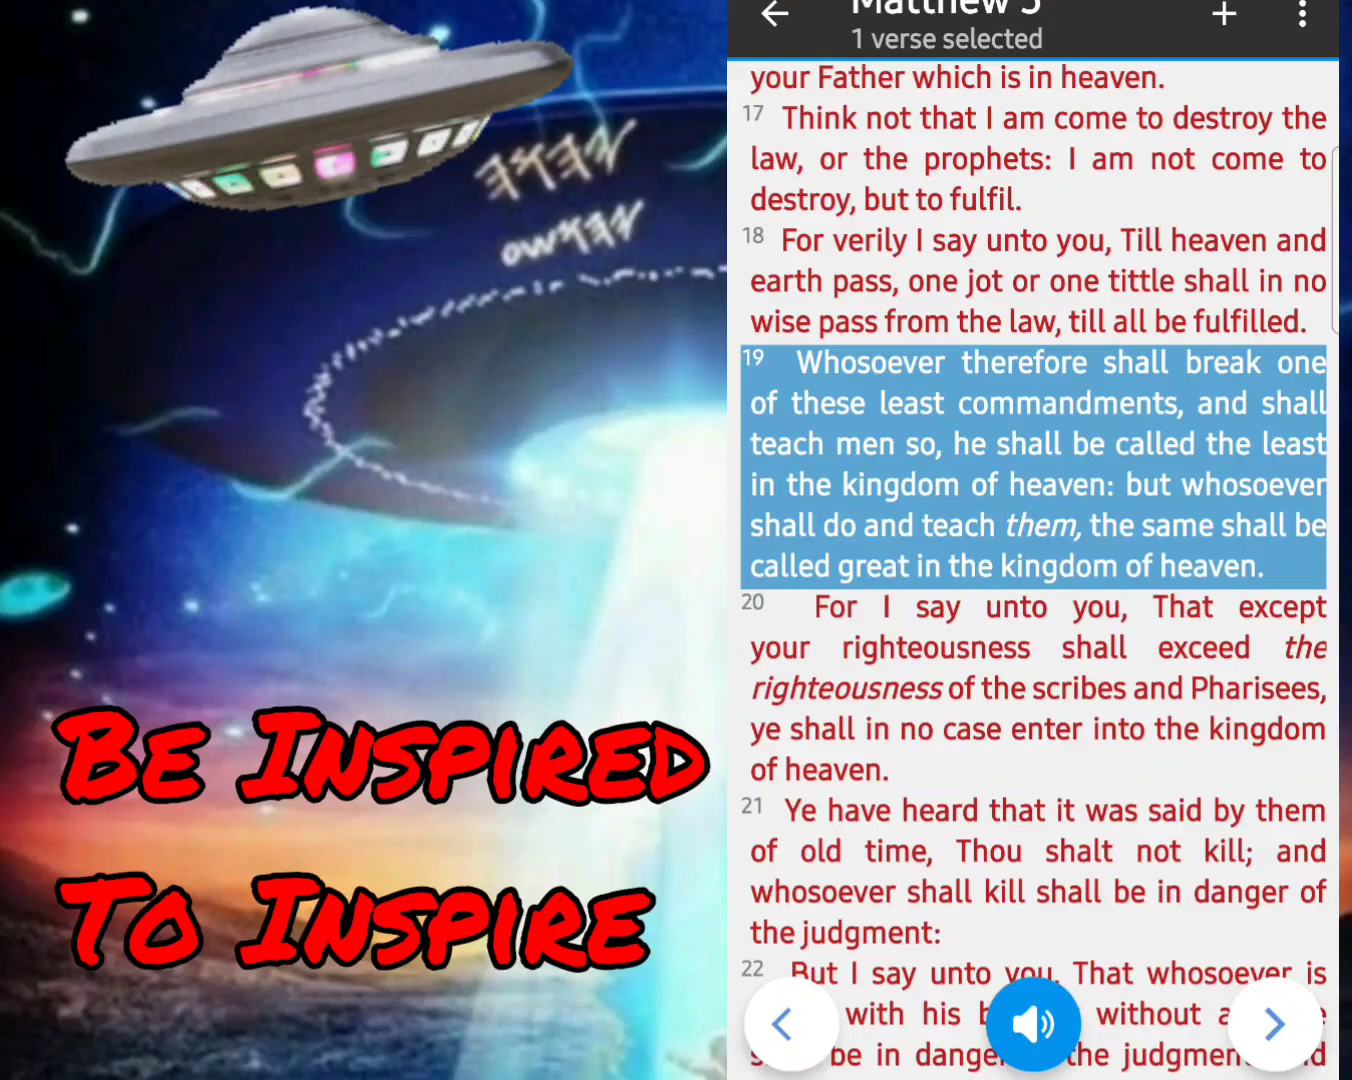 𐤉𐤄𐤅𐤄
𐤉𐤄𐤅𐤔𐤏
Be Inspired
To Inspire
Matthew 5
1 verse selected
your Father which is in heaven.
17 Think not that I am come to destroy the
law, or the prophets: I am not come to
destroy, but to fulfil.
18 For verily I say unto you, Till heaven and
earth pass, one jot or one tittle shall in no
wise pass from the law, till all be fulfilled.
19 Whosoever therefore shall break one
of these least commandments, and shall
teach men so, he shall be called the least
in the kingdom of heaven: but whosoever
shall do and teach them, the same shall be
called great in the kingdom of heaven.
20 For I say unto you, That except
your righteousness shall exceed the
righteousness of the scribes and Pharisees,
ye shall in no case enter into the kingdom
of heaven.
21 Ye have heard that it was said by them
of old time, Thou shalt not kill; and
whosoever shall kill shall be in danger of
the judgment:
22 But I say unto you, That whosoever is
with his without
be in the